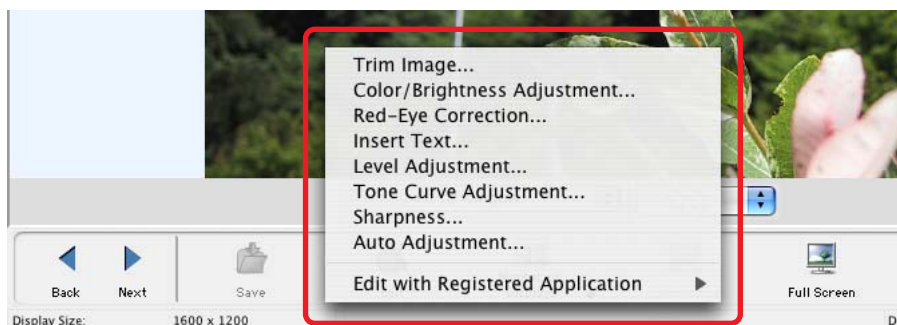 Trim Image...
Color/Brightness Adjustment...
Red-Eye Correction...
Insert Text...
Level Adjustment...
Tone Curve Adjustment...
Sharpness...
Auto Adjustment...
Edit with Registered Application
Back Next Save Full Screen
Display Size: 1600 x 1200 D